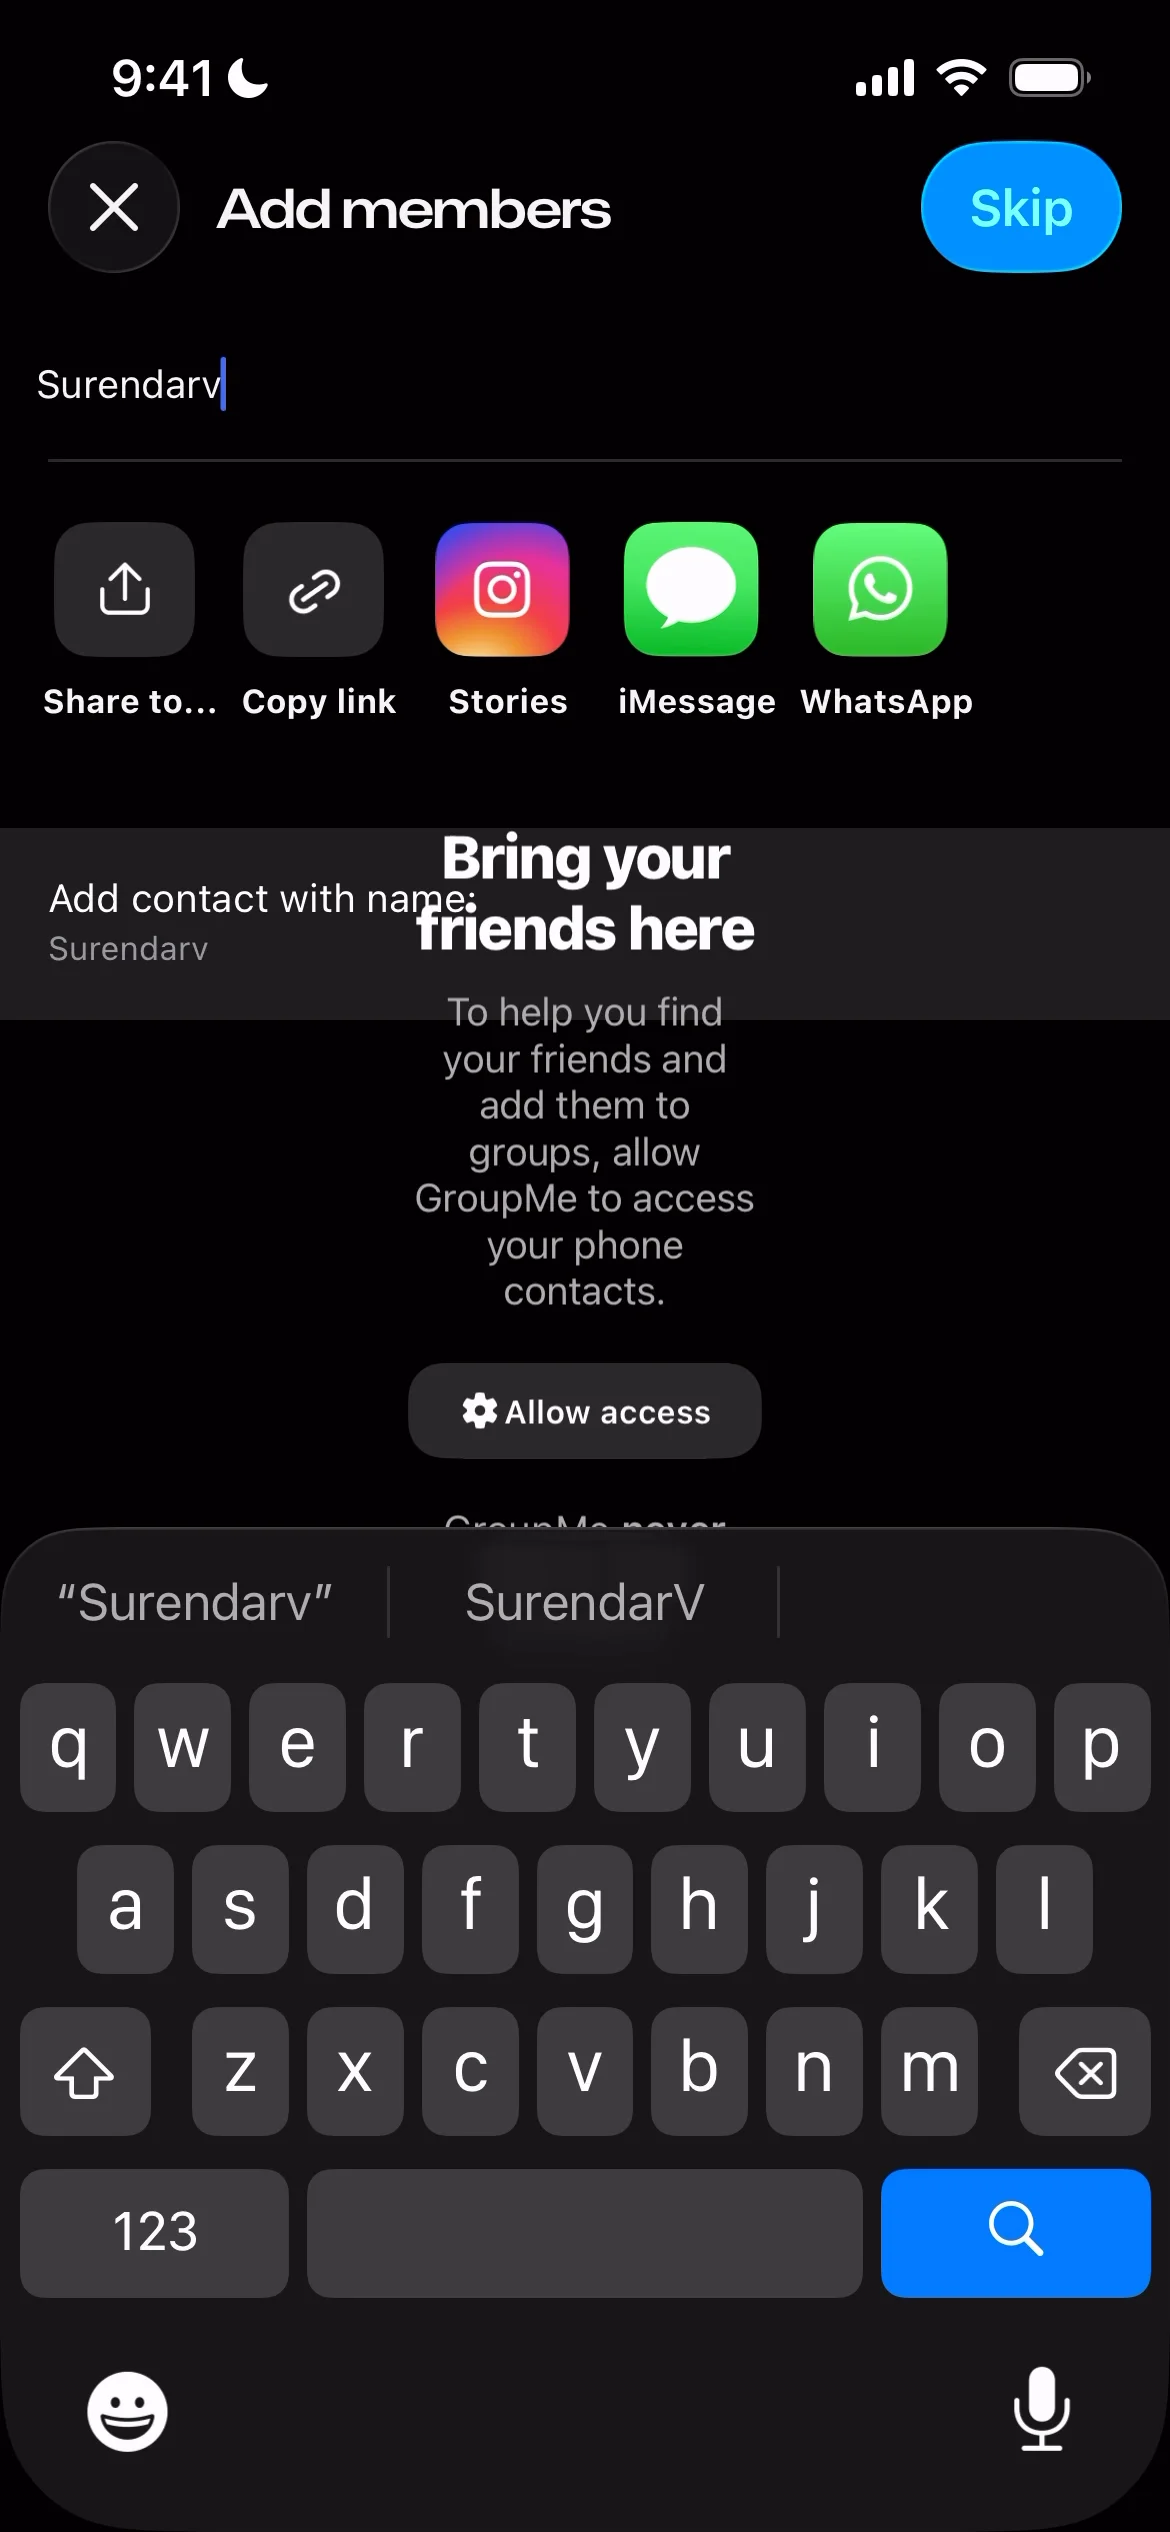 9:41
Add members
Skip
Surendarv
Share to...
Copy link
Stories
iMessage
WhatsApp
Bring your
friends here
Add contact with name:
Surendarv
To help you find
your friends and
add them to
groups, allow
GroupMe to access
your phone
contacts.
Allow access
GroupMe never
“Surendarv”
SurendarV
q w e r t y u i o p
a s d f g h j k l
z x c v b n m
123